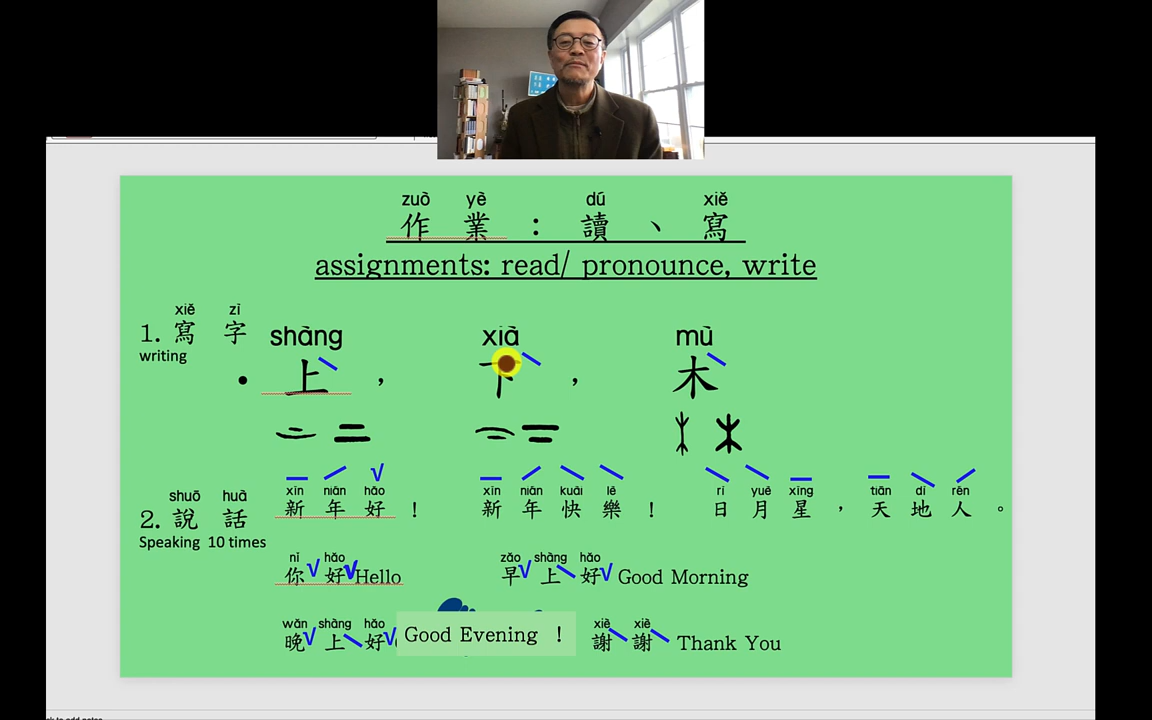 zuò yè dú xiě
作 業 : 讀 、 寫
assignments: read/ pronounce, write
xiě zì
1. 寫 字
writing
shàng xià mù
• 上 , 下 , 木
shuō huà
2. 說 話
Speaking 10 times
xīn nián hǎo xīn nián kuài lè rì yuè xīng tiān dì rén
新 年 好 ! 新 年 快 樂 ! 日 月 星 , 天 地 人 。
nǐ hǎo zǎo shàng hǎo
你 好 Hello 早 上 好 Good Morning
wǎn shàng hǎo xiè xiè
晚 上 好 Good Evening ! 謝 謝 Thank You